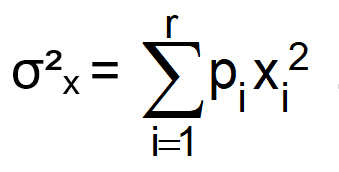 σ²ₓ = ∑ᵢ₌₁ʳ pᵢxᵢ² .